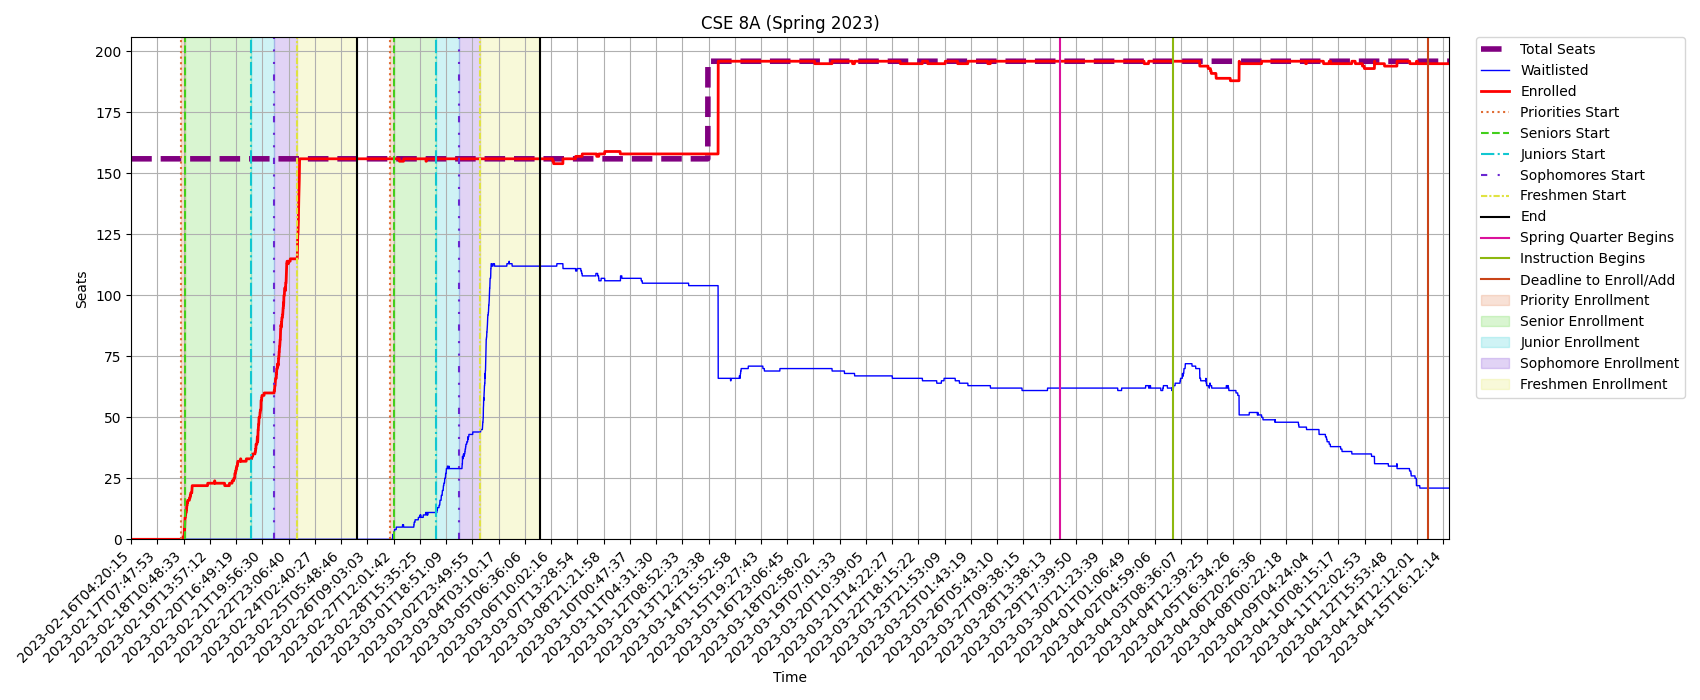 CSE 8A (Spring 2023)
200
175
150
125
100
75
50
25
0
Seats
2023-02-16T04:20:15
2023-02-17T07:47:53
2023-02-18T10:48:33
2023-02-19T13:57:12
2023-02-20T16:49:19
2023-02-21T19:56:30
2023-02-22T23:06:40
2023-02-24T02:40:27
2023-02-25T05:48:46
2023-02-26T09:03:03
2023-02-27T12:01:42
2023-02-28T15:35:25
2023-03-01T18:51:09
2023-03-02T23:49:55
2023-03-04T03:10:17
2023-03-05T06:36:06
2023-03-06T10:02:16
2023-03-07T13:28:54
2023-03-08T21:21:58
2023-03-10T00:47:37
2023-03-11T04:31:30
2023-03-12T08:52:33
2023-03-13T12:23:38
2023-03-14T15:52:58
2023-03-15T19:27:43
2023-03-16T23:06:45
2023-03-18T02:58:02
2023-03-19T07:01:33
2023-03-20T10:39:05
2023-03-21T14:22:27
2023-03-22T18:15:22
2023-03-23T21:53:09
2023-03-25T01:43:19
2023-03-26T05:43:10
2023-03-27T09:38:15
2023-03-28T13:38:13
2023-03-29T17:39:50
2023-03-30T21:23:39
2023-04-01T01:06:49
2023-04-02T04:59:06
2023-04-03T08:36:07
2023-04-04T12:39:25
2023-04-05T16:34:26
2023-04-06T20:26:36
2023-04-08T00:22:18
2023-04-09T04:24:04
2023-04-10T08:15:17
2023-04-11T12:02:53
2023-04-12T15:53:48
2023-04-14T12:12:01
2023-04-15T16:12:14
Time
Total Seats
Waitlisted
Enrolled
Priorities Start
Seniors Start
Juniors Start
Sophomores Start
Freshmen Start
End
Spring Quarter Begins
Instruction Begins
Deadline to Enroll/Add
Priority Enrollment
Senior Enrollment
Junior Enrollment
Sophomore Enrollment
Freshmen Enrollment